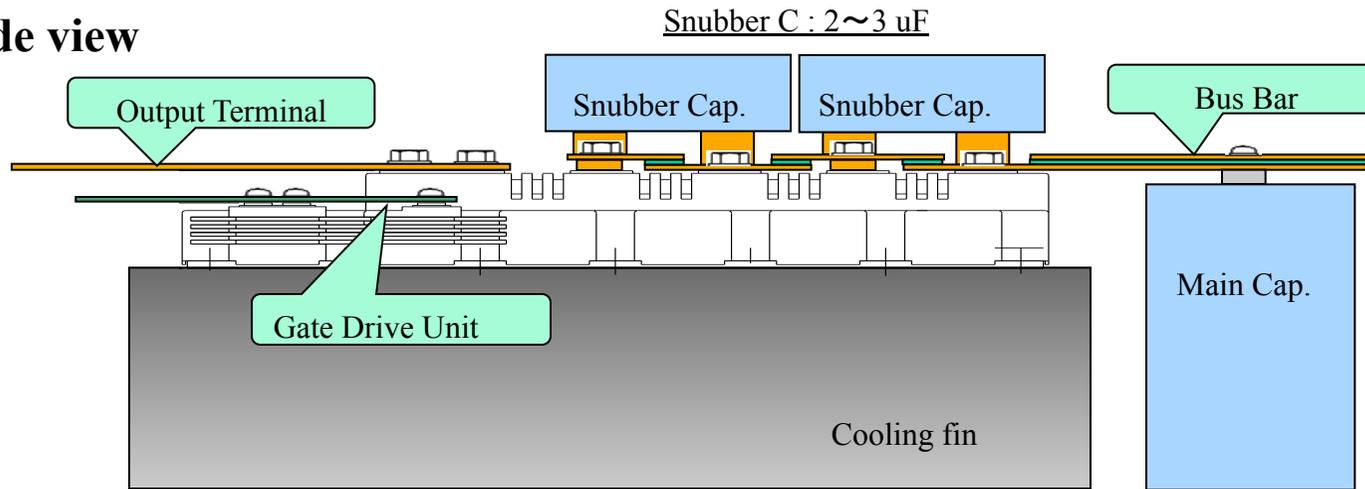 de view
Snubber C : 2〜3 uF
Output Terminal
Snubber Cap.
Snubber Cap.
Bus Bar
Gate Drive Unit
Main Cap.
Cooling fin